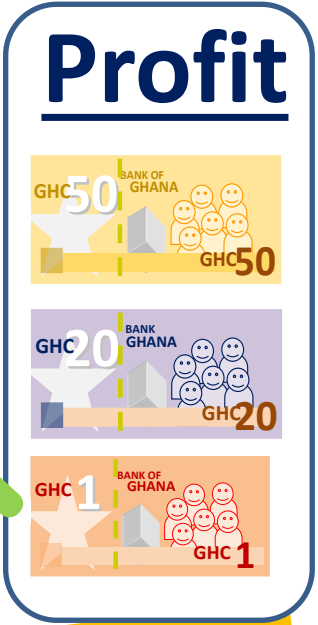 Profit
GHC 50
BANK OF
GHANA
GHC 50
GHC 20
BANK
GHANA
GHC 20
GHC 1
BANK OF
GHANA
GHC 1